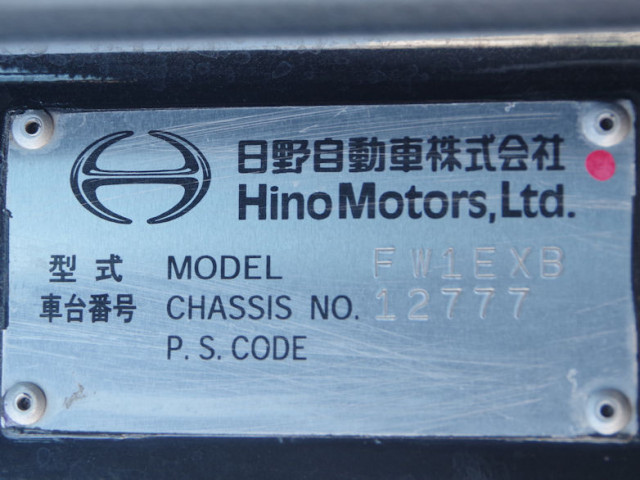 日野自動車株式会社
Hino Motors, Ltd.
型式 MODEL FW1EXB
車台番号 CHASSIS NO. 12777
P.S. CODE